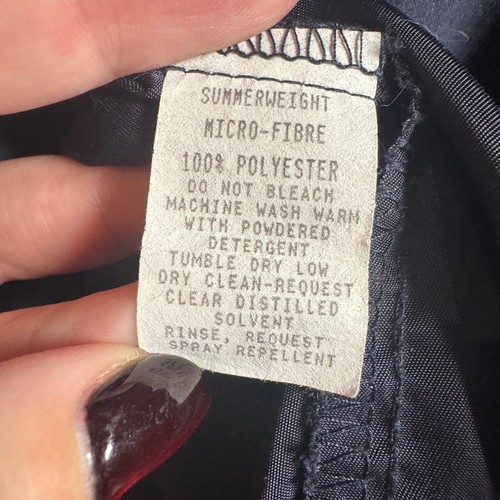 SUMMERWEIGHT
MICRO-FIBRE
100% POLYESTER
DO NOT BLEACH
MACHINE WASH WARM
WITH POWDERED
DETERGENT
TUMBLE DRY LOW
DRY CLEAN-REQUEST
CLEAR DISTILLED
SOLVENT
RINSE, REQUEST
SPRAY REPELLENT